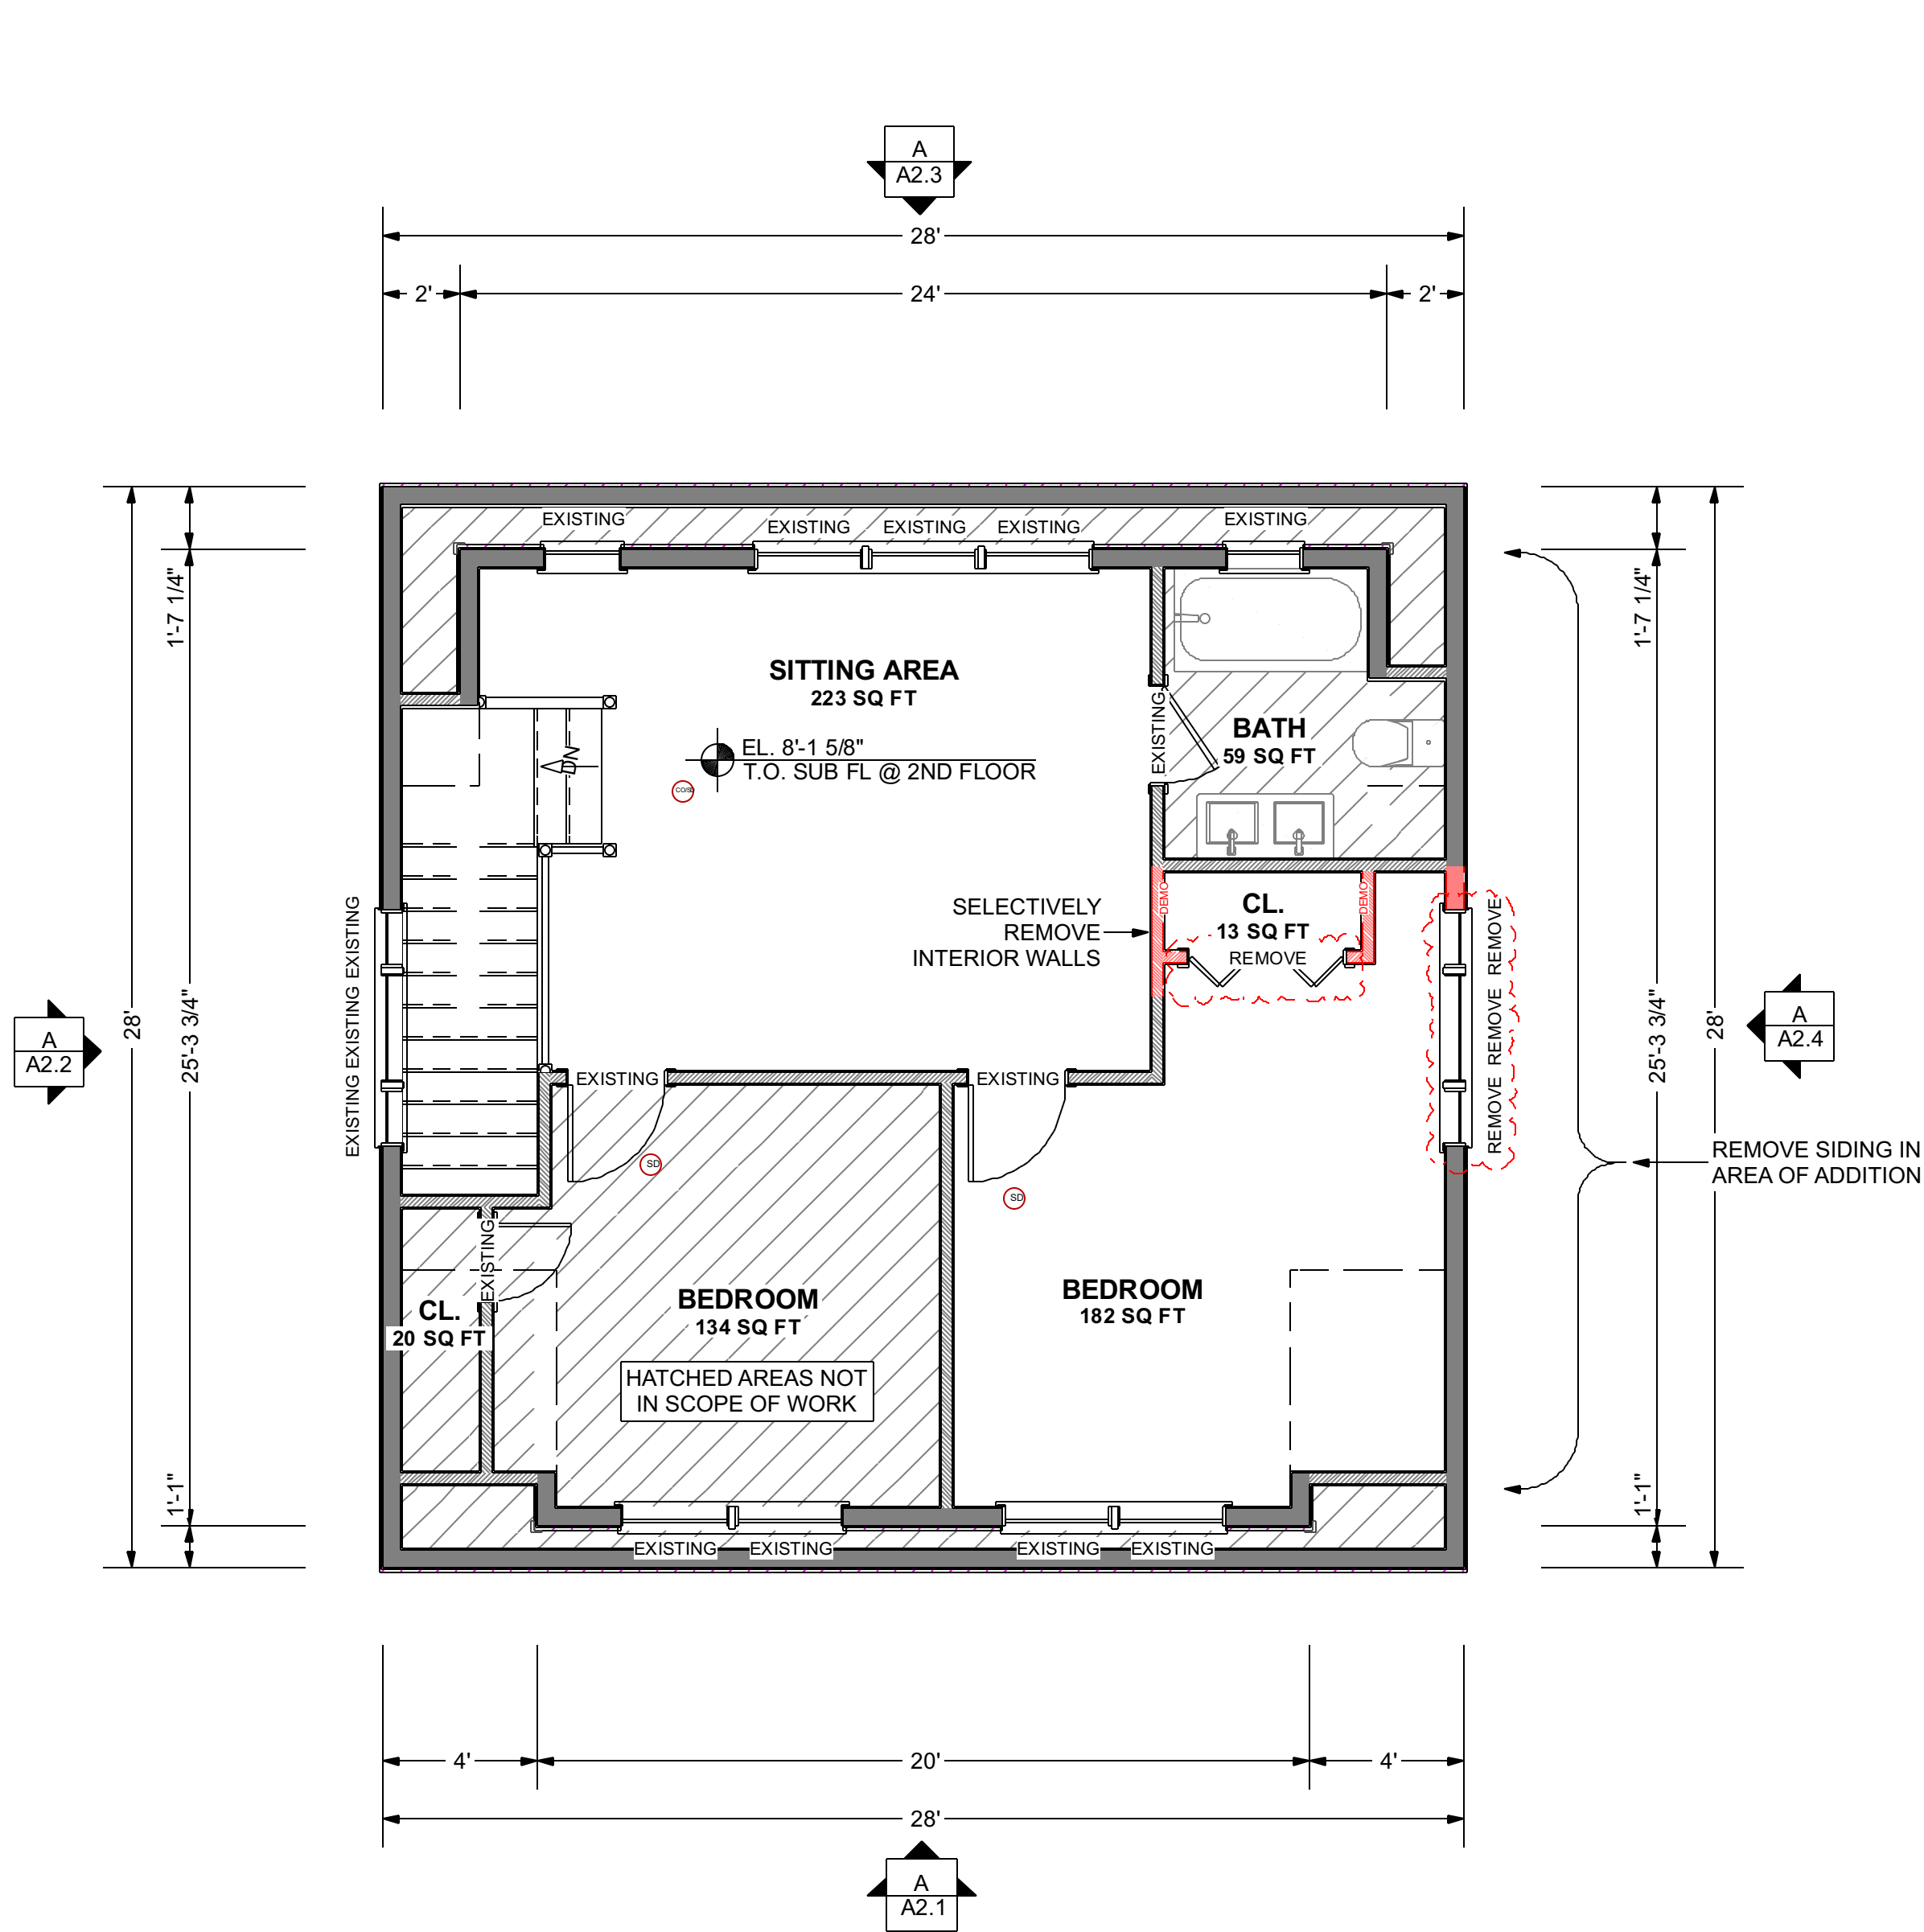 A
A2.3
28'
2'
24'
2'
EXISTING
EXISTING
EXISTING
EXISTING
EXISTING
1'-7 1/4"
1'-7 1/4"
SITTING AREA
223 SQ FT
EXISTING
BATH
59 SQ FT
EL. 8'-1 5/8"
T.O. SUB FL @ 2ND FLOOR
DN
CO/SD
SELECTIVELY
REMOVE
INTERIOR WALLS
DEMO
CL.
13 SQ FT
REMOVE
DEMO
EXISTING EXISTING EXISTING
REMOVE REMOVE REMOVE
A
A2.2
28'
25'-3 3/4"
25'-3 3/4"
28'
A
A2.4
EXISTING
EXISTING
SD
SD
REMOVE SIDING IN
AREA OF ADDITION
EXISTING
CL.
20 SQ FT
BEDROOM
134 SQ FT
BEDROOM
182 SQ FT
HATCHED AREAS NOT
IN SCOPE OF WORK
1'-1"
1'-1"
EXISTING
EXISTING
EXISTING
EXISTING
4'
20'
4'
28'
A
A2.1